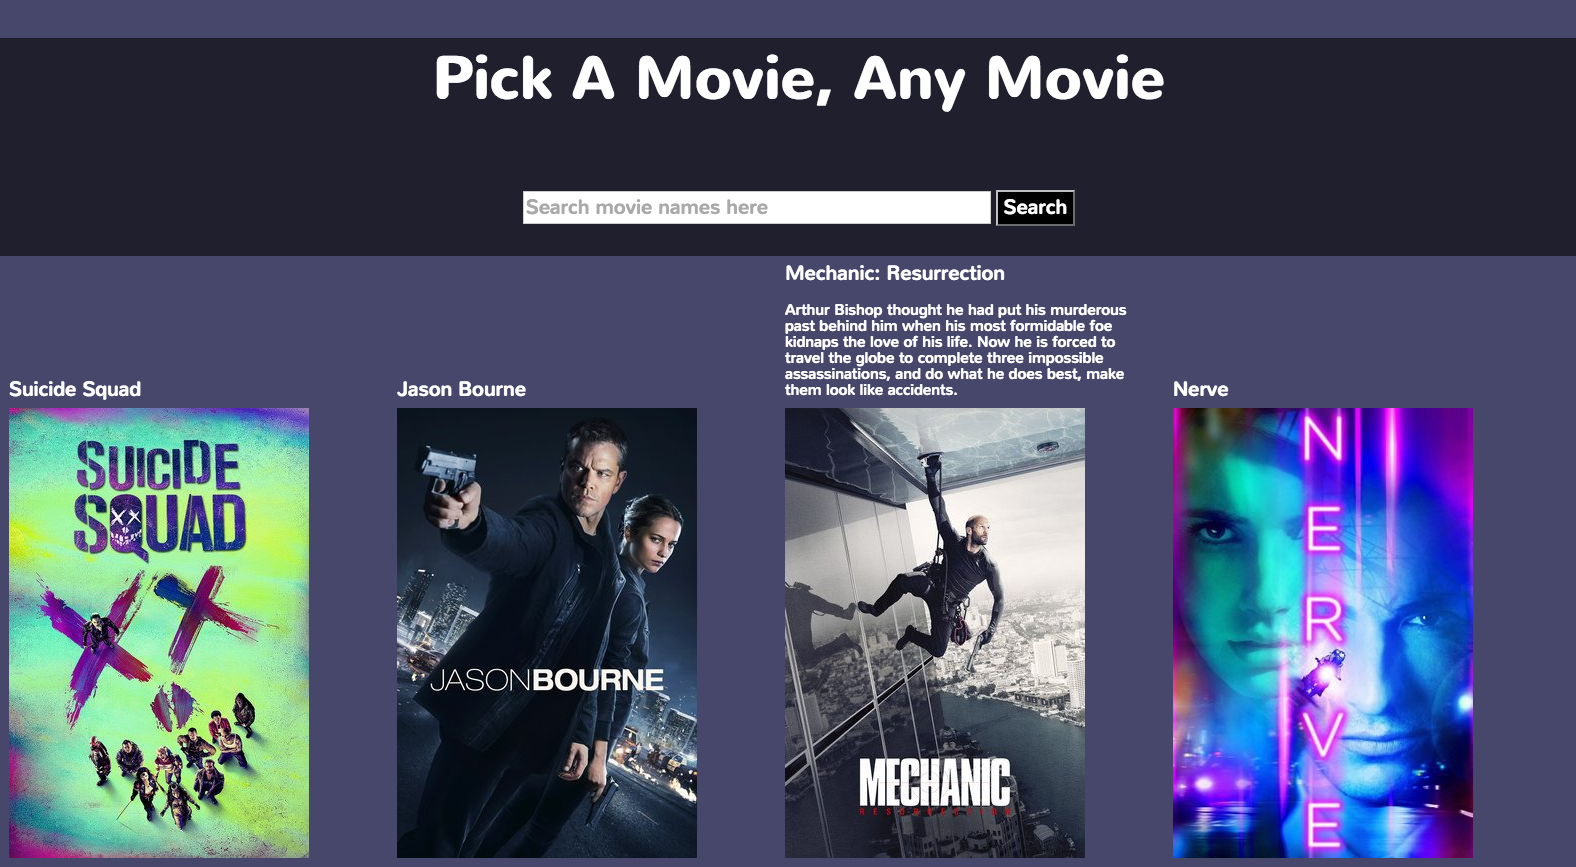 Pick A Movie, Any Movie
Search movie names here
Search
Suicide Squad
SUICIDE
SQUAD
Jason Bourne
JASONBOURNE
Mechanic: Resurrection
Arthur Bishop thought he had put his murderous
past behind him when his most formidable foe
kidnaps the love of his life. Now he is forced to
travel the globe to complete three impossible
assassinations, and do what he does best, make
them look like accidents.
MECHANIC
RESURRECTION
Nerve
NERVE